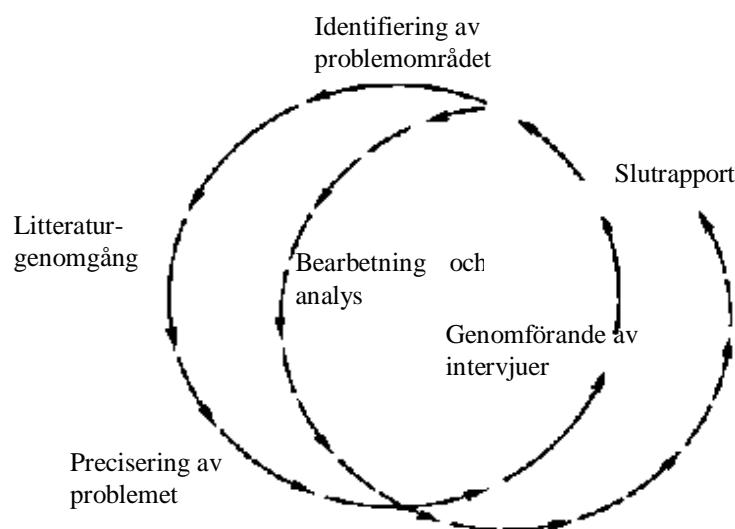 Identifiering av
problemområdet
Slutrapport
Litteratur-
genomgång
Bearbetning och
analys
Genomförande av
intervjuer
Precisering av
problemet